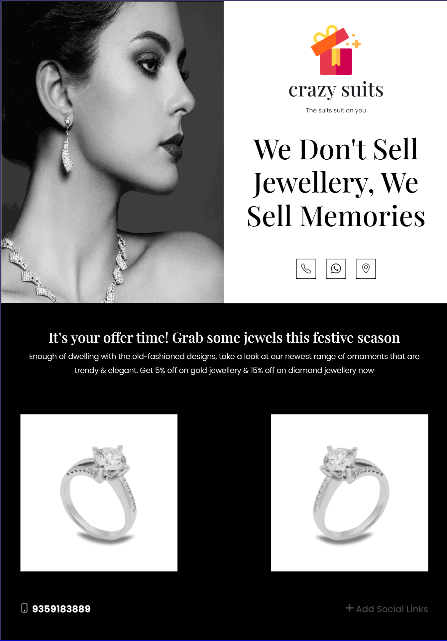 crazy suits
The suits suit on you
We Don't Sell
Jewellery, We
Sell Memories
It's your offer time! Grab some jewels this festive season
Enough of dwelling with the old-fashioned designs, take a look at our newest range of ornaments that are
trendy & elegant. Get 5% off on gold jewellery & 15% off on diamond jewellery now
9359183889
+ Add Social Links